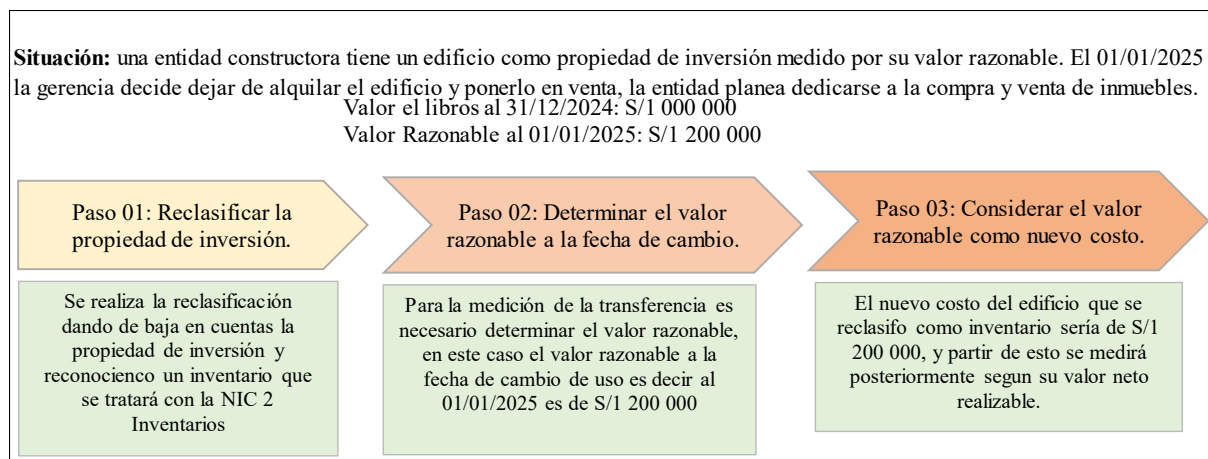 Situación: una entidad constructora tiene un edificio como propiedad de inversión medido por su valor razonable. El 01/01/2025
la gerencia decide dejar de alquilar el edificio y ponerlo en venta, la entidad planea dedicarse a la compra y venta de inmuebles.
Valor el libros al 31/12/2024: S/1 000 000
Valor Razonable al 01/01/2025: S/1 200 000
Paso 01: Reclasificar la
propiedad de inversión.
Paso 02: Determinar el valor
razonable a la fecha de cambio.
Paso 03: Considerar el valor
razonable como nuevo costo.
Se realiza la reclasificación
dando de baja en cuentas la
propiedad de inversión y
reconocienco un inventario que
se tratará con la NIC 2
Inventarios
Para la medición de la transferencia es
necesario determinar el valor razonable,
en este caso el valor razonable a la
fecha de cambio de uso es decir al
01/01/2025 es de S/1 200 000
El nuevo costo del edificio que se
reclasifo como inventario sería de S/1
200 000, y partir de esto se medirá
posteriormente segun su valor neto
realizable.